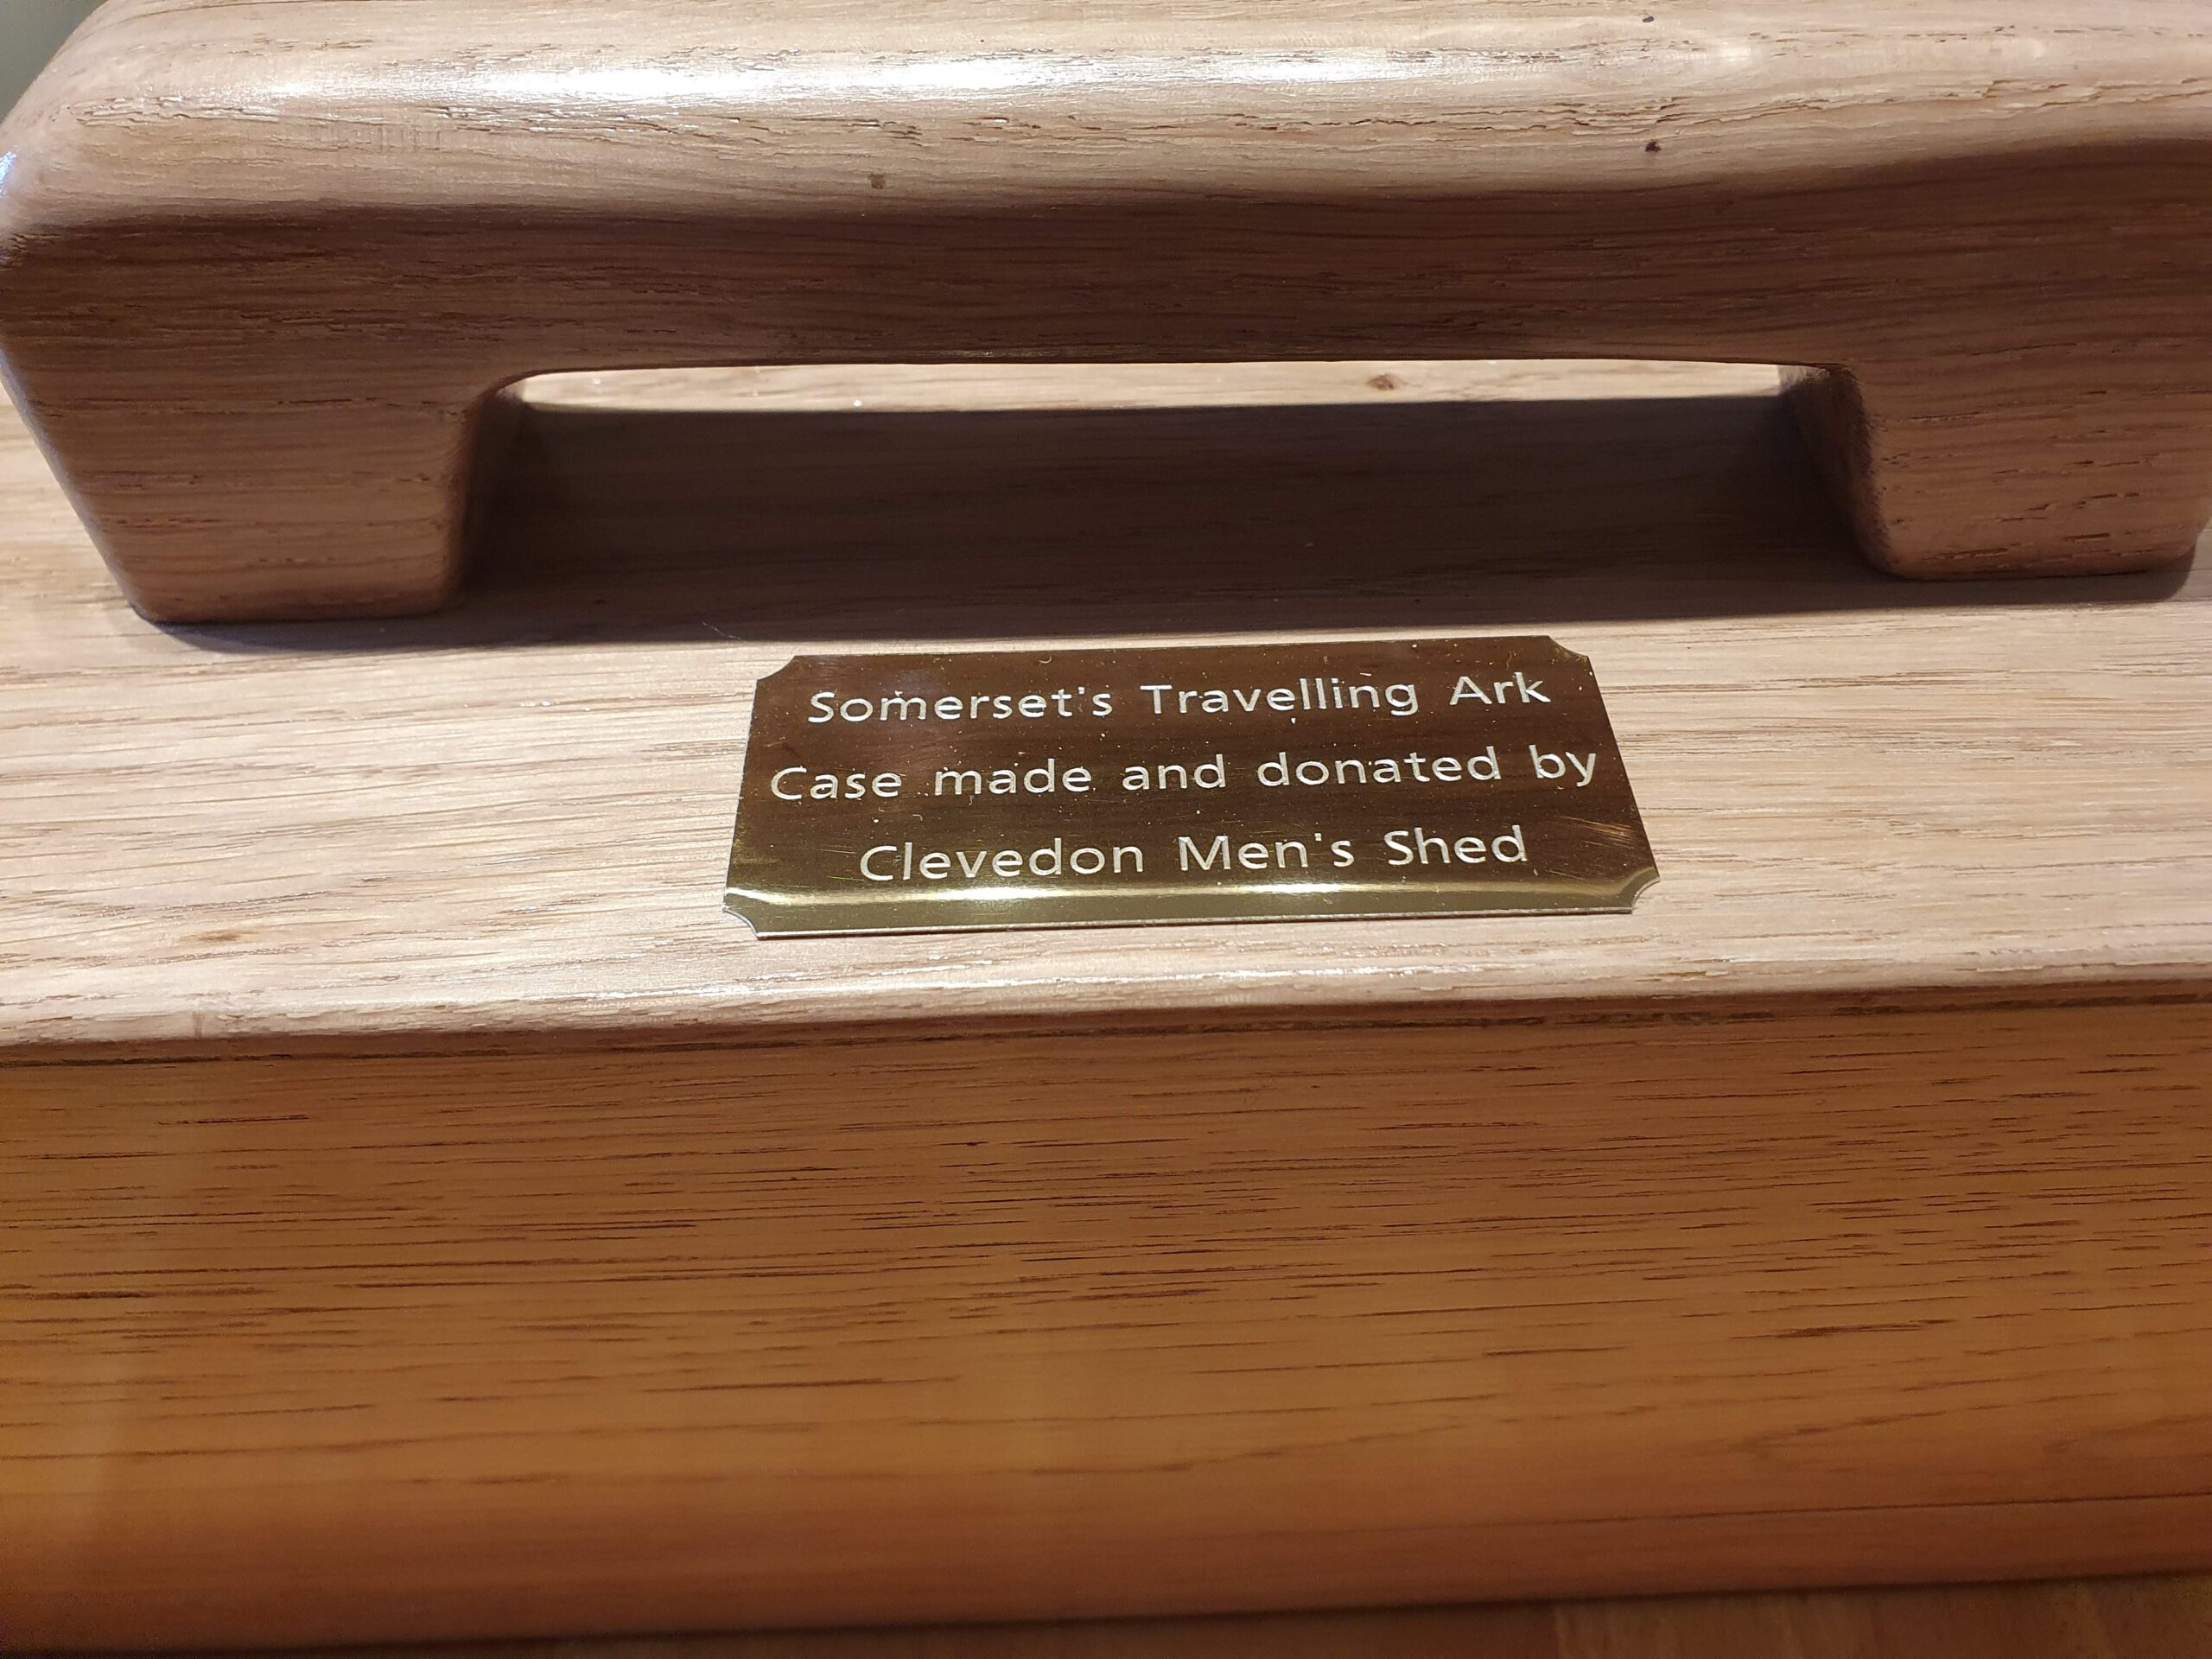 Somerset's Travelling Ark
Case made and donated by
Clevedon Men's Shed